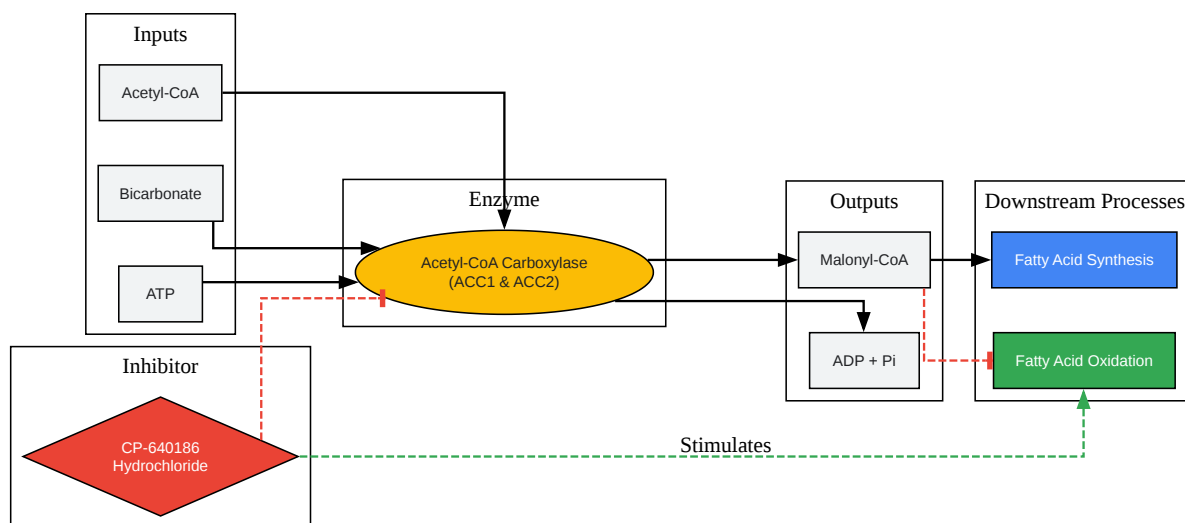 Inputs
Acetyl-CoA
Bicarbonate
ATP
Enzyme
Acetyl-CoA Carboxylase
(ACC1 & ACC2)
Outputs
Malonyl-CoA
ADP + Pi
Downstream Processes
Fatty Acid Synthesis
Fatty Acid Oxidation
Inhibitor
CP-640186
Hydrochloride
Stimulates